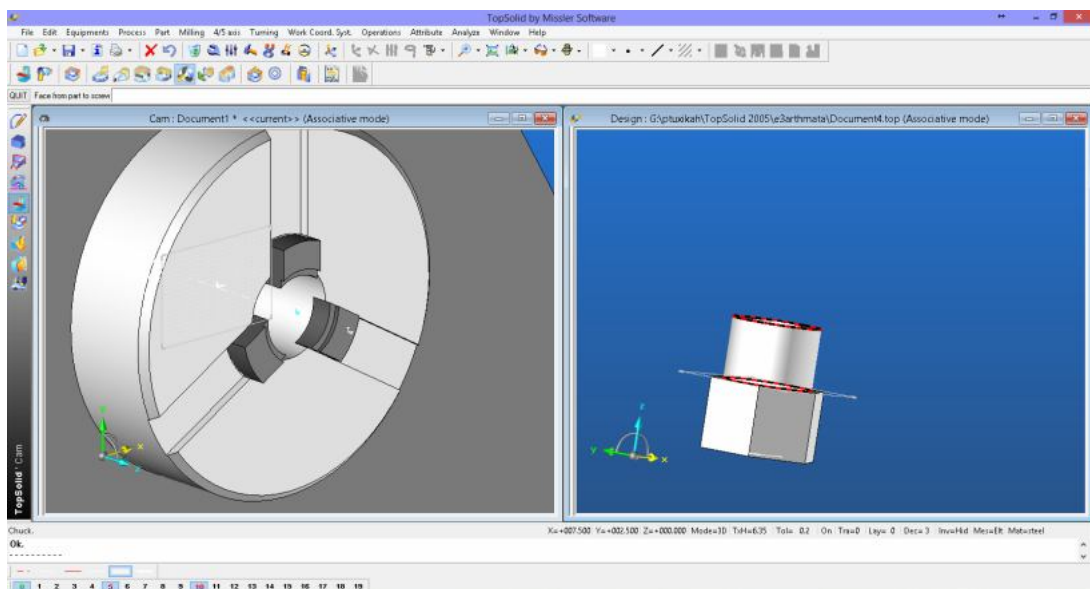 TopSolid by Missler Software
File Edit Equipments Process Part Milling 4/5 axis Turning Work Coord. Syst. Operations Attribute Analyze Window Help
QUIT Face from part to screw
Cam : Document1 * <<current>> (Associative mode)
Design : G:\ptuxikah\TopSolid 2005\e3arthmata\Document4.top (Associative mode)
x
z
z
y
x
TopSolid'Cam
Chuck.
X=+007.500 Y=+002.500 Z=+000.000 Mode=3D TxH=6.35 Tol= 0.2 On Tra=0 Lay= 0 Dec= 3 Inv=Hid Mes=Elt Mat=steel
Ok.
----------
0 1 2 3 4 5 6 7 8 9 10 11 12 13 14 15 16 17 18 19